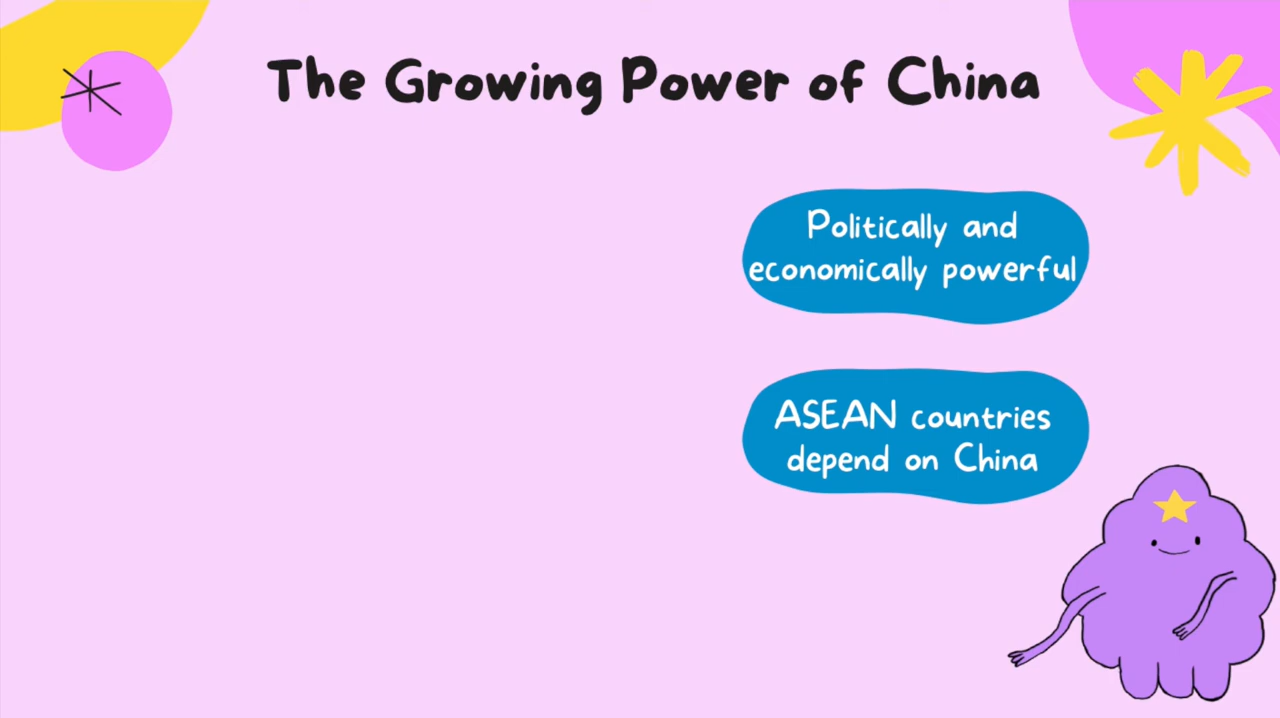 The Growing Power of China
Politically and
economically powerful
ASEAN countries
depend on China